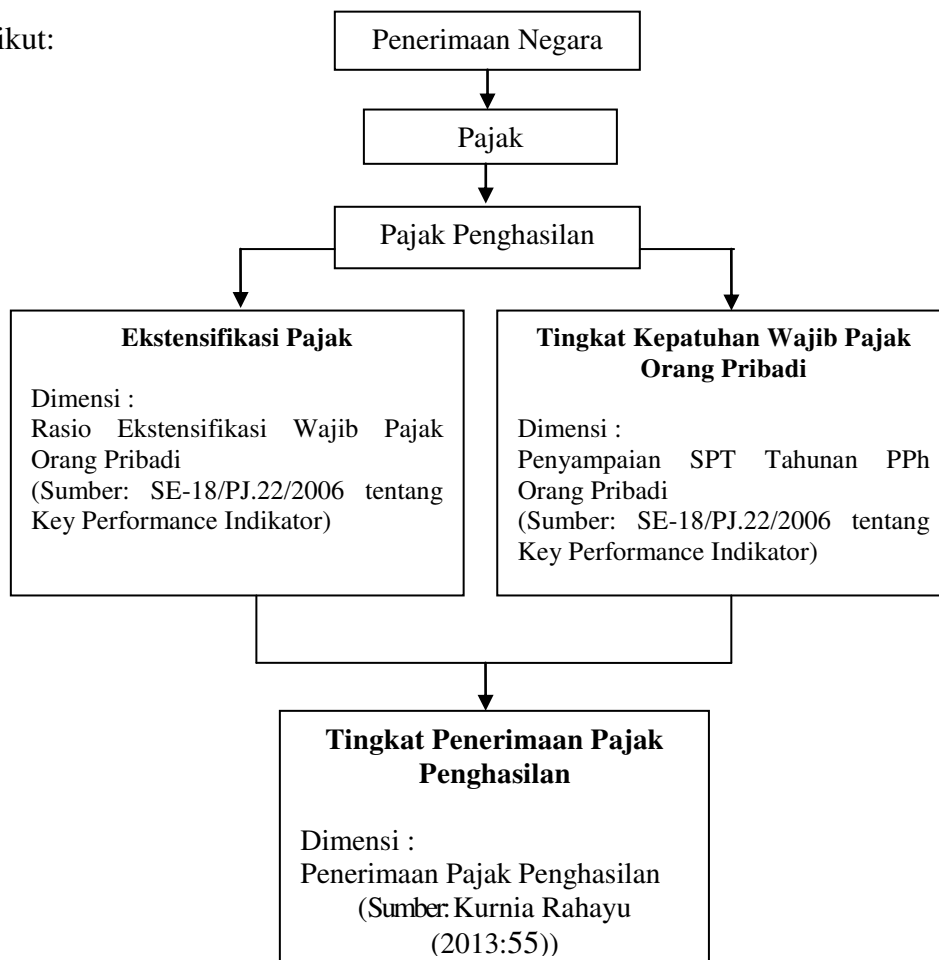 ikut:
Penerimaan Negara
Pajak
Pajak Penghasilan
Ekstensifikasi Pajak
Dimensi :
Rasio Ekstensifikasi Wajib Pajak
Orang Pribadi
(Sumber: SE-18/PJ.22/2006 tentang
Key Performance Indikator)
Tingkat Kepatuhan Wajib Pajak
Orang Pribadi
Dimensi :
Penyampaian SPT Tahunan PPh
Orang Pribadi
(Sumber: SE-18/PJ.22/2006 tentang
Key Performance Indikator)
Tingkat Penerimaan Pajak
Penghasilan
Dimensi :
Penerimaan Pajak Penghasilan
(Sumber: Kurnia Rahayu
(2013:55))